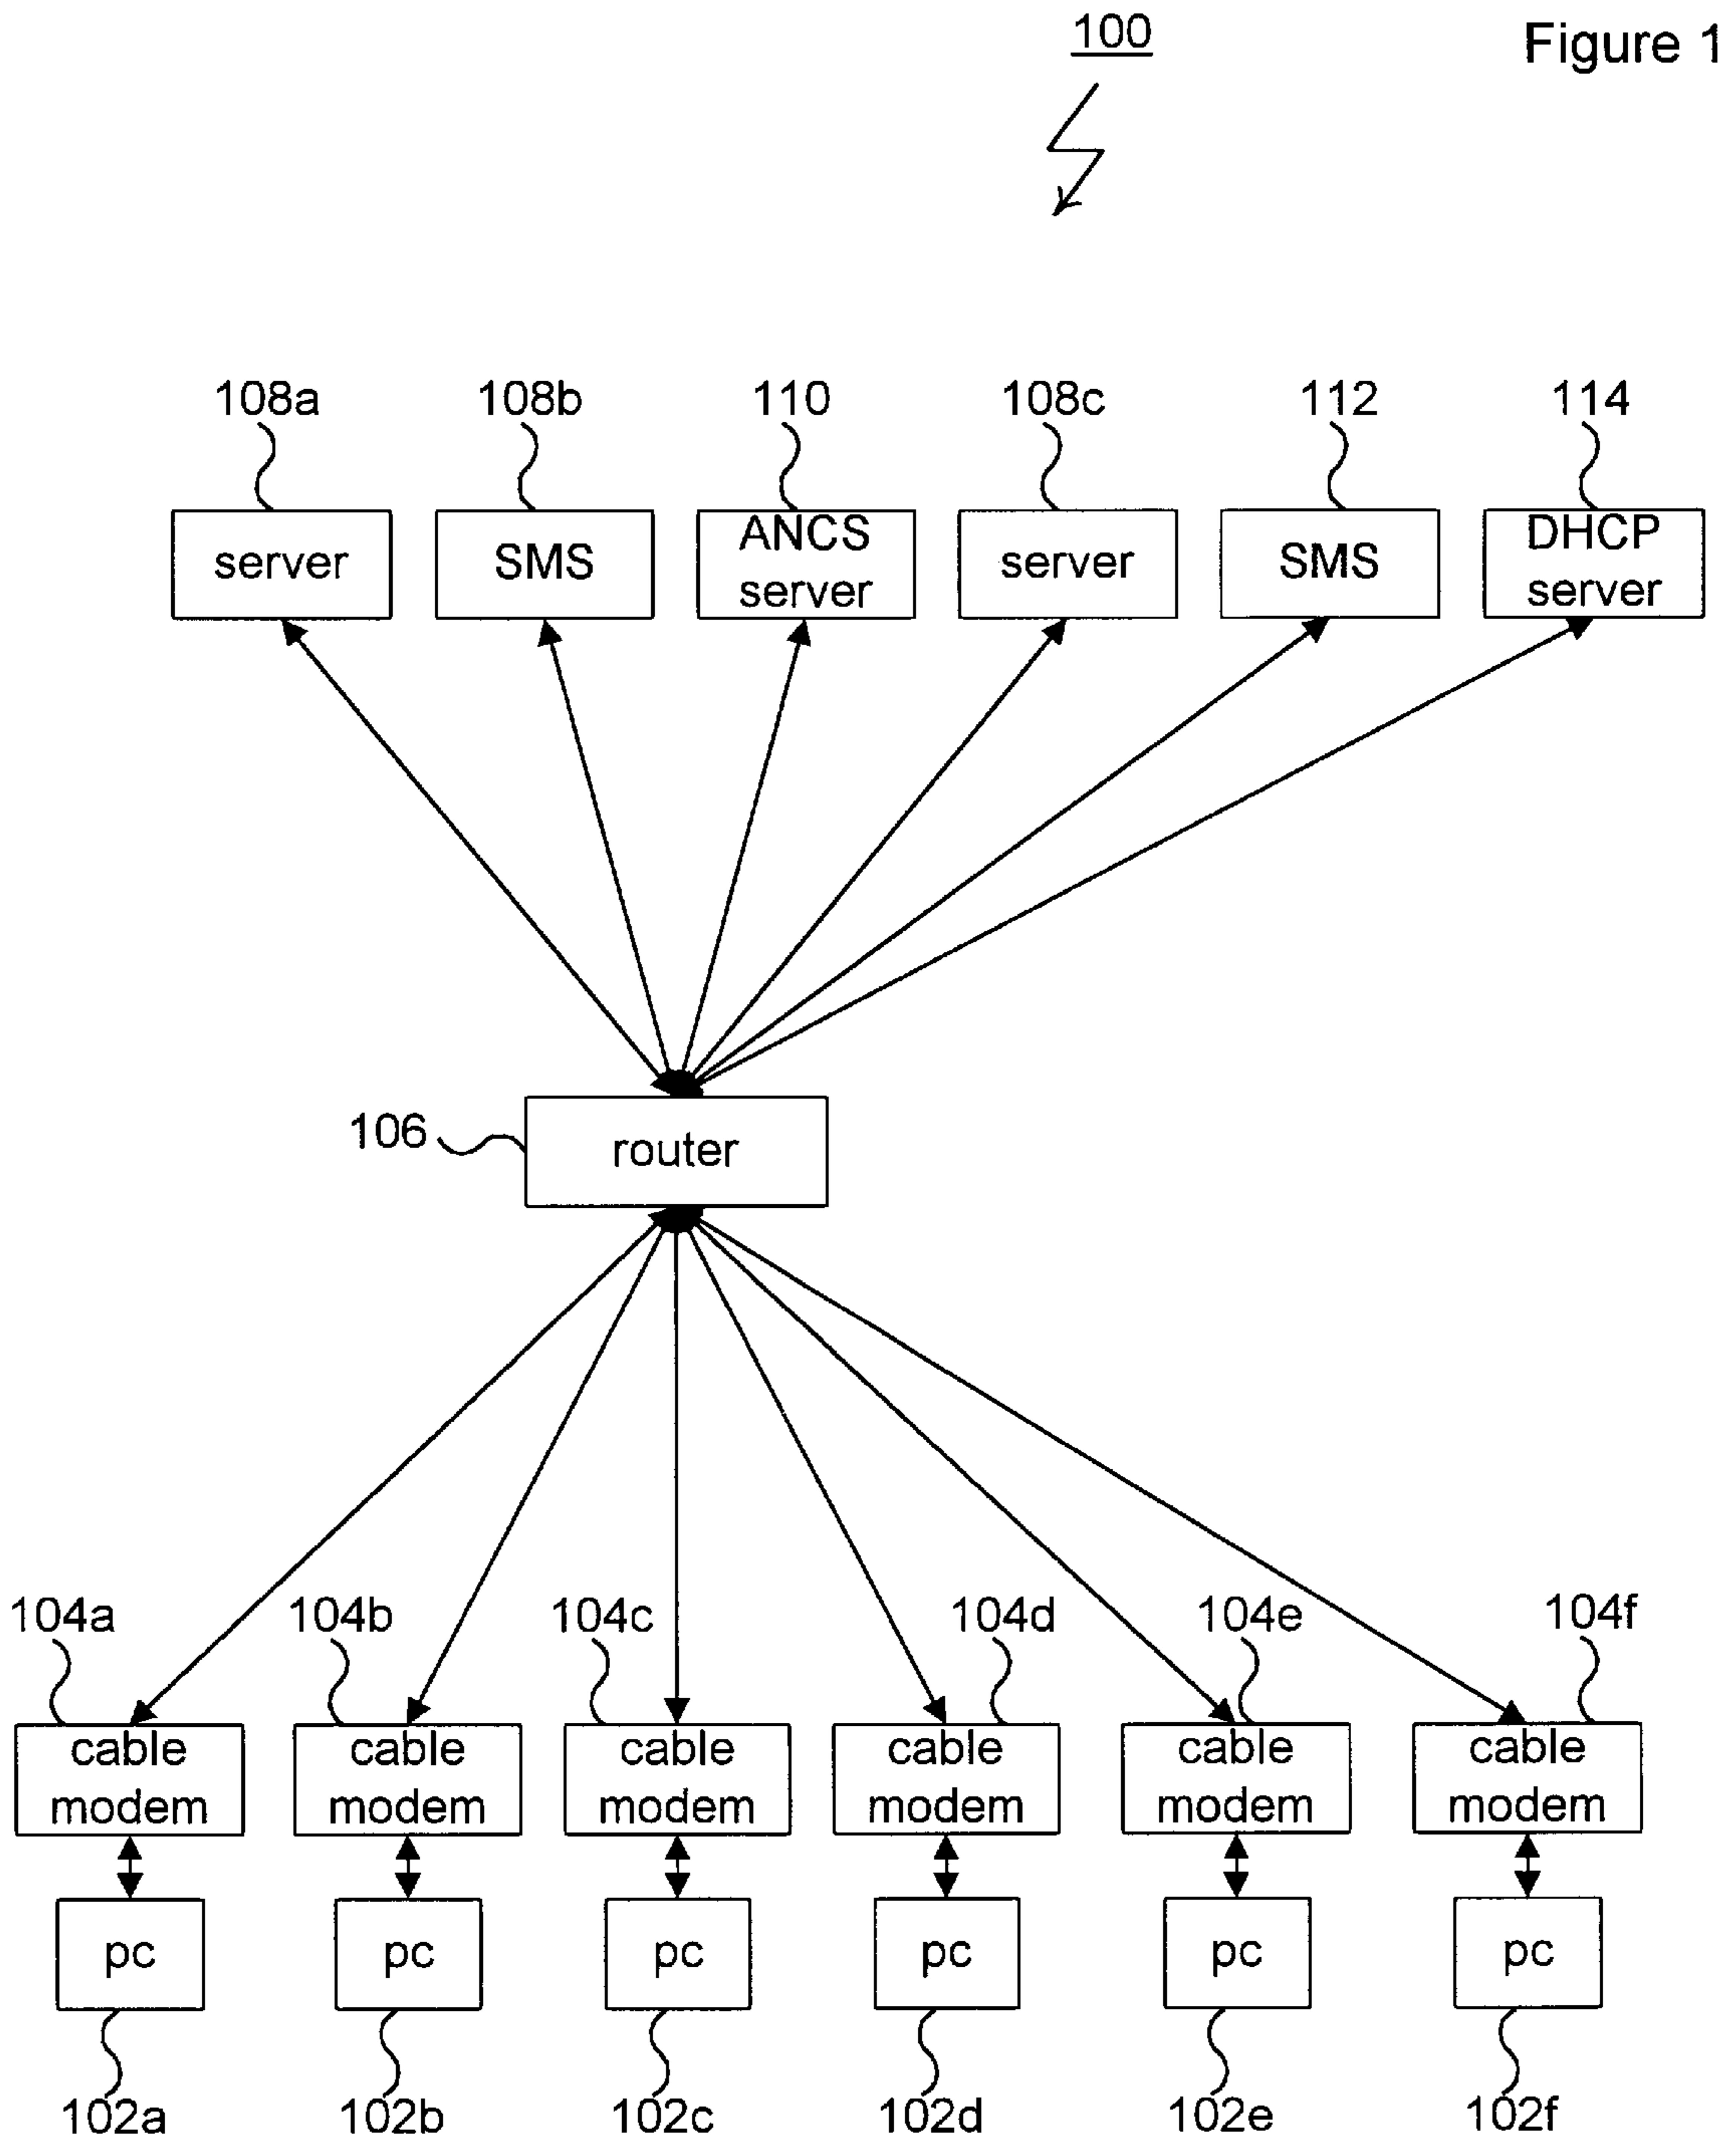 100
Figure 1
108a
108b
110
108c
112
114
server
SMS
ANCS
server
server
SMS
DHCP
server
106
router
104a
104b
104c
104d
104e
104f
cable
modem
cable
modem
cable
modem
cable
modem
cable
modem
cable
modem
pc
pc
pc
pc
pc
pc
102a
102b
102c
102d
102e
102f